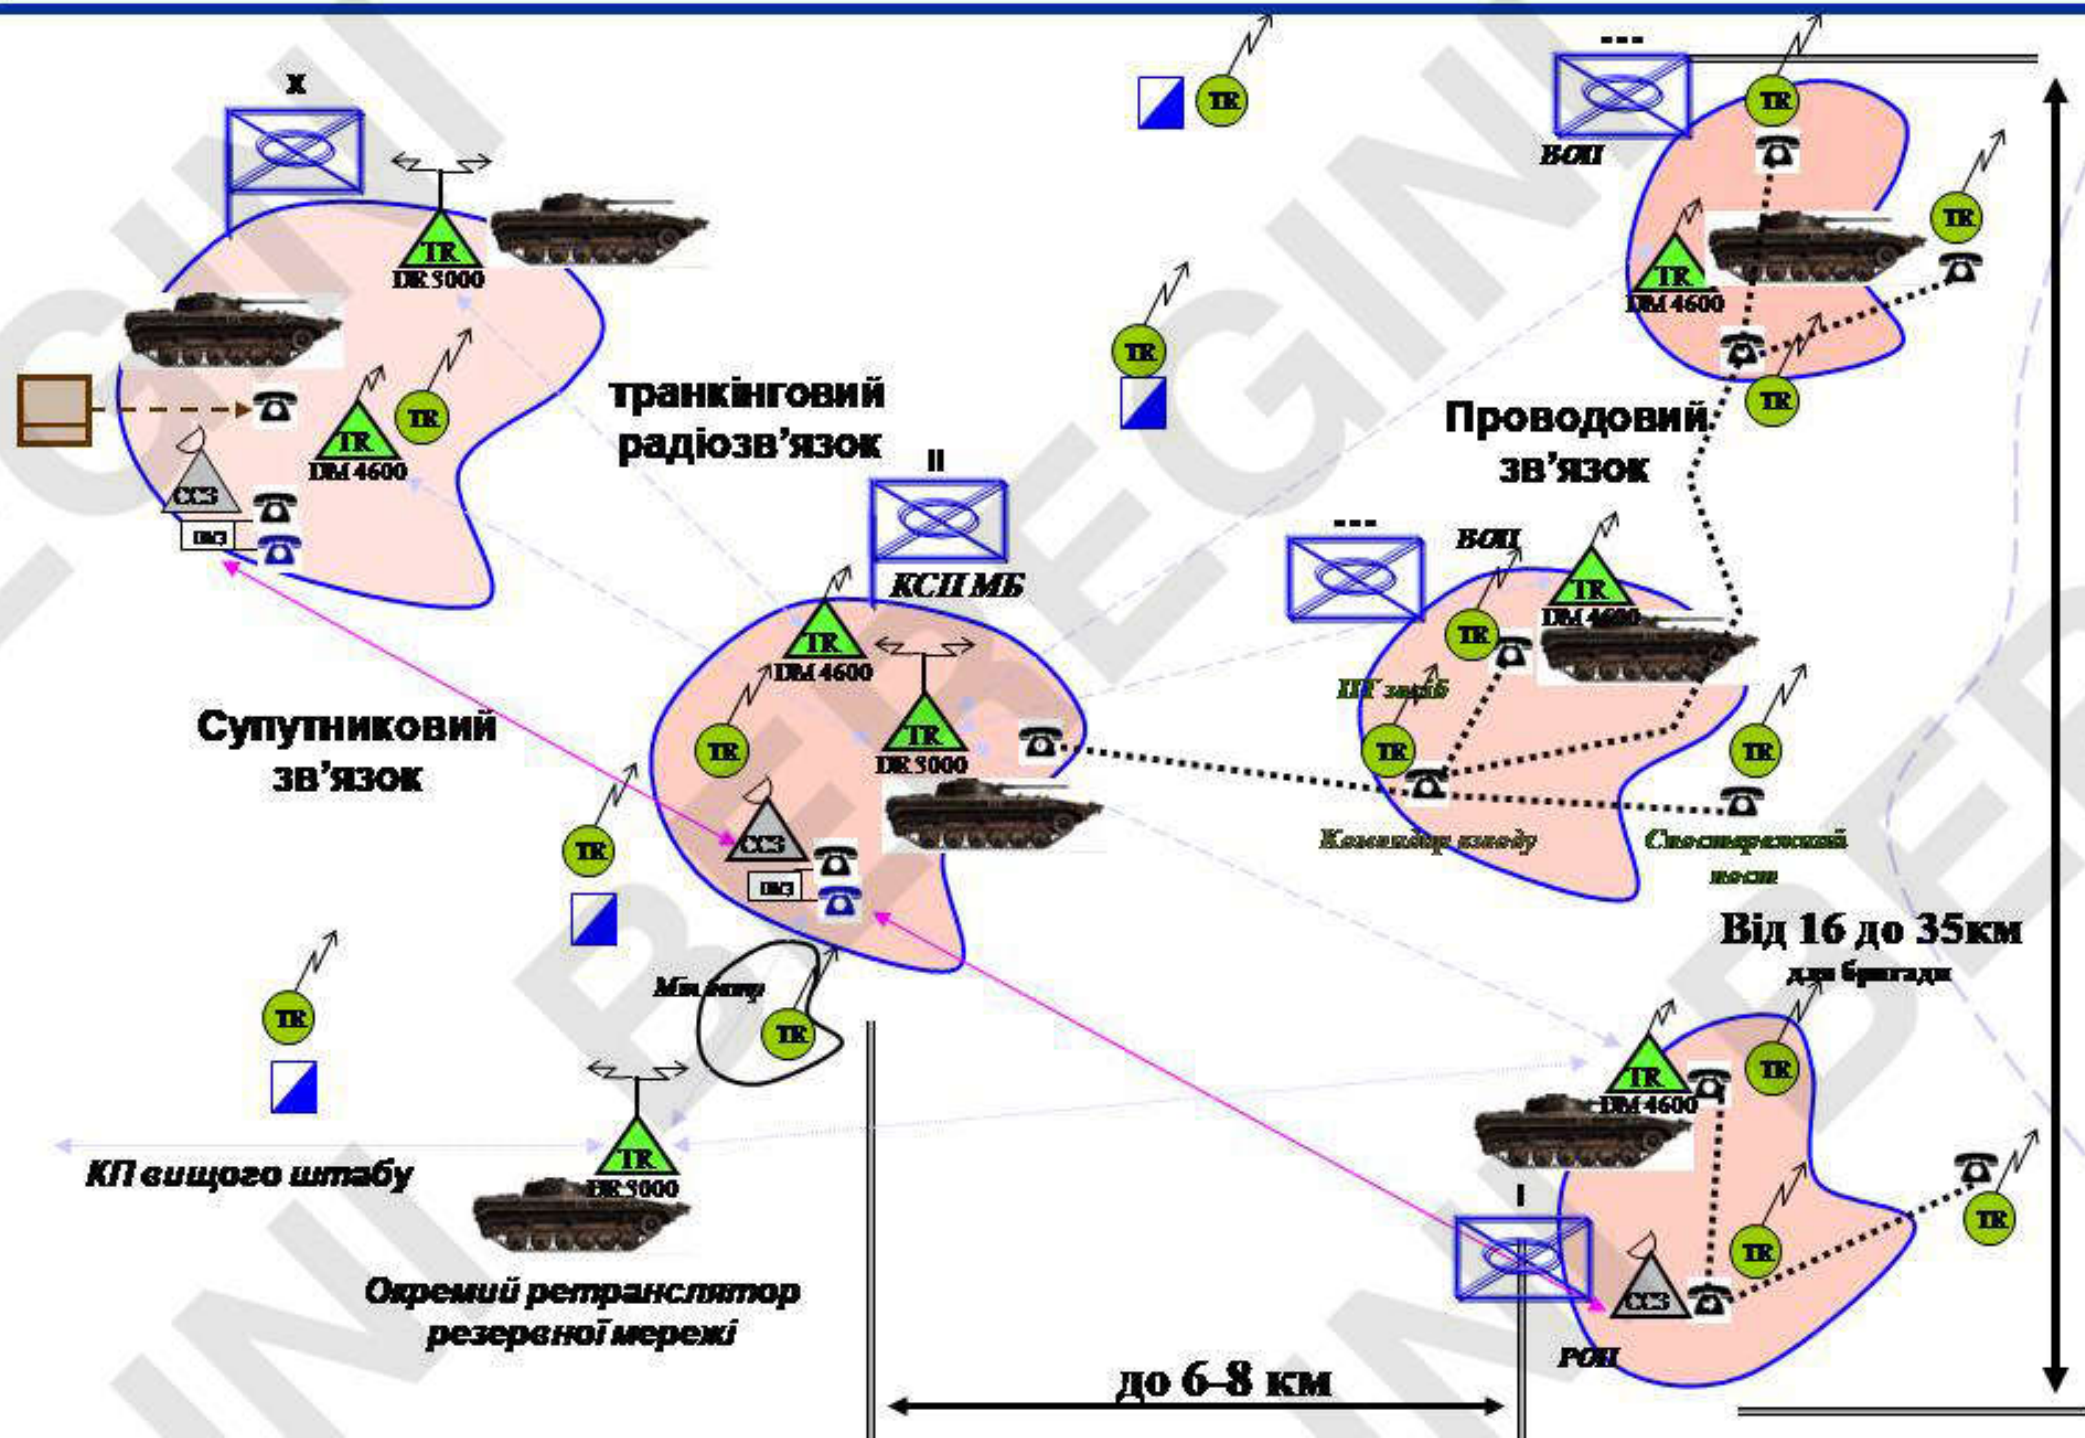 X
TR
DR 5000
TR
TR
DM 4600
ССЗ
транкінговий
радіозв’язок
Супутниковий
зв’язок
II
КСП МБ
TR
DM 4600
TR
DR 5000
TR
ССЗ
TR
TR
Мін батр
TR
TR
DR 5000
КП вищого штабу
Окремий ретранслятор
резервної мережі
TR
TR
---
ВОП
TR
TR
TR
DM 4600
TR
Проводовий
зв’язок
---
ВОП
TR
DM 4600
TR
ПТ засіб
TR
TR
Командир взводу
Спостережний
пост
Від 16 до 35км
для бригади
TR
DM 4600
TR
TR
TR
I
ССЗ
РОП
до 6-8 км
BEREGINI
BEREGINI